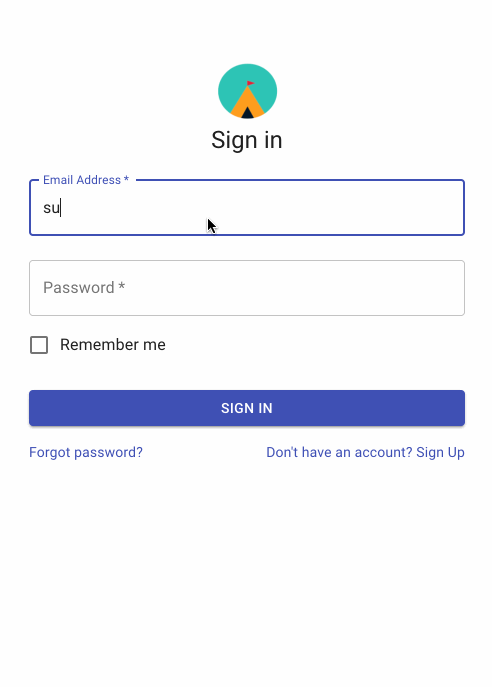 Sign in
Email Address *
su
Password *
Remember me
SIGN IN
Forgot password? Don't have an account? Sign Up